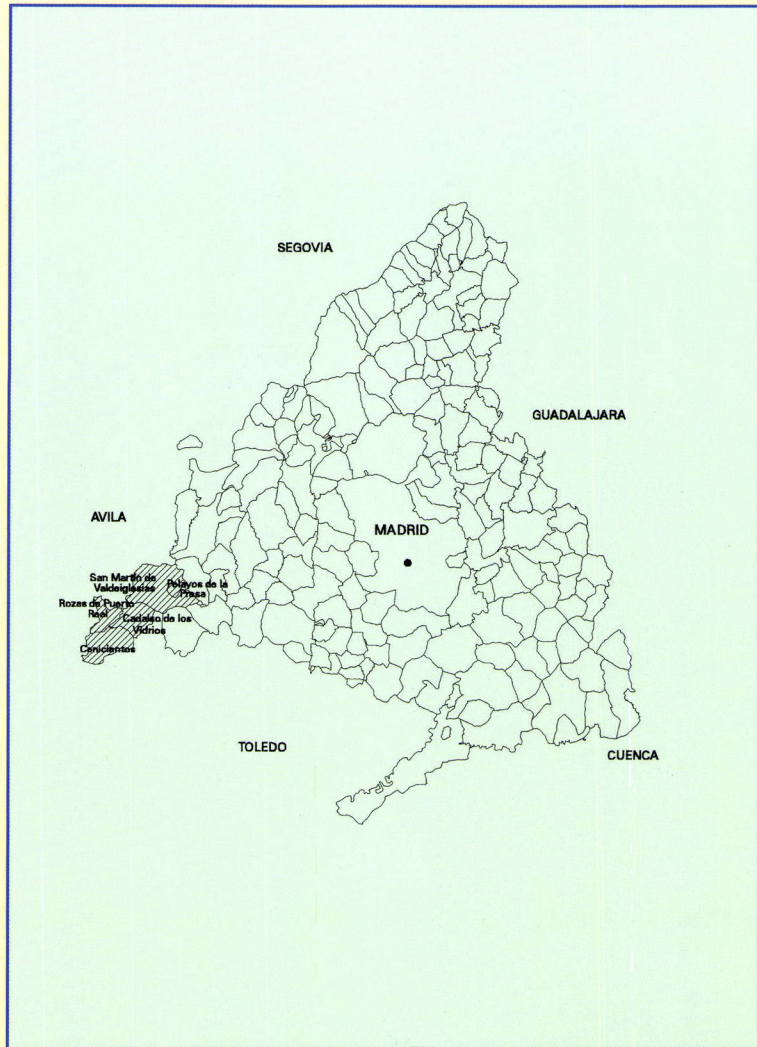 SEGOVIA
GUADALAJARA
AVILA
MADRID
San Martín de
Valdeiglesias
Pelayos de la
Presa
Rozas de Puerto
Real
Cadalso de los
Vidrios
Cenicientos
TOLEDO
CUENCA